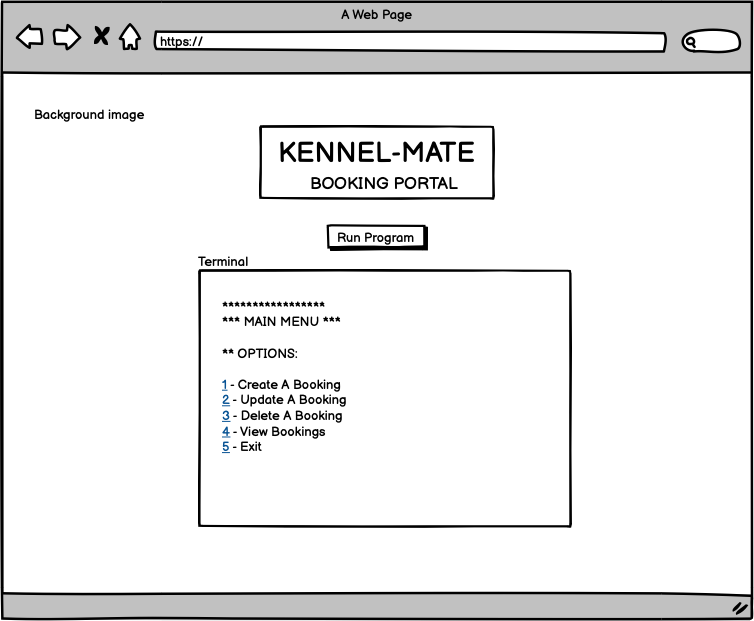 A Web Page
https://
Background image
KENNEL-MATE
BOOKING PORTAL
Run Program
Terminal
****************
*** MAIN MENU ***
** OPTIONS:
1 - Create A Booking
2 - Update A Booking
3 - Delete A Booking
4 - View Bookings
5 - Exit